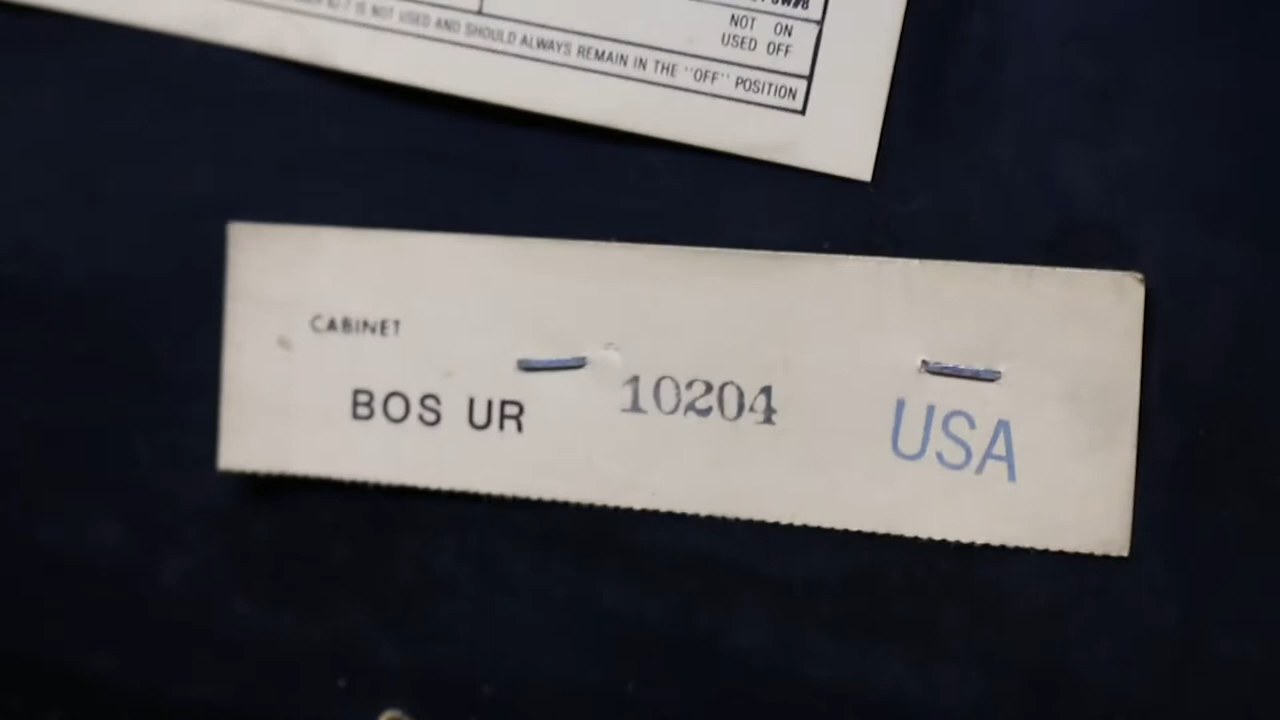 NOT ON
USED OFF
IS NOT USED AND SHOULD ALWAYS REMAIN IN THE "OFF" POSITION
CABINET
BOS UR 10204 USA